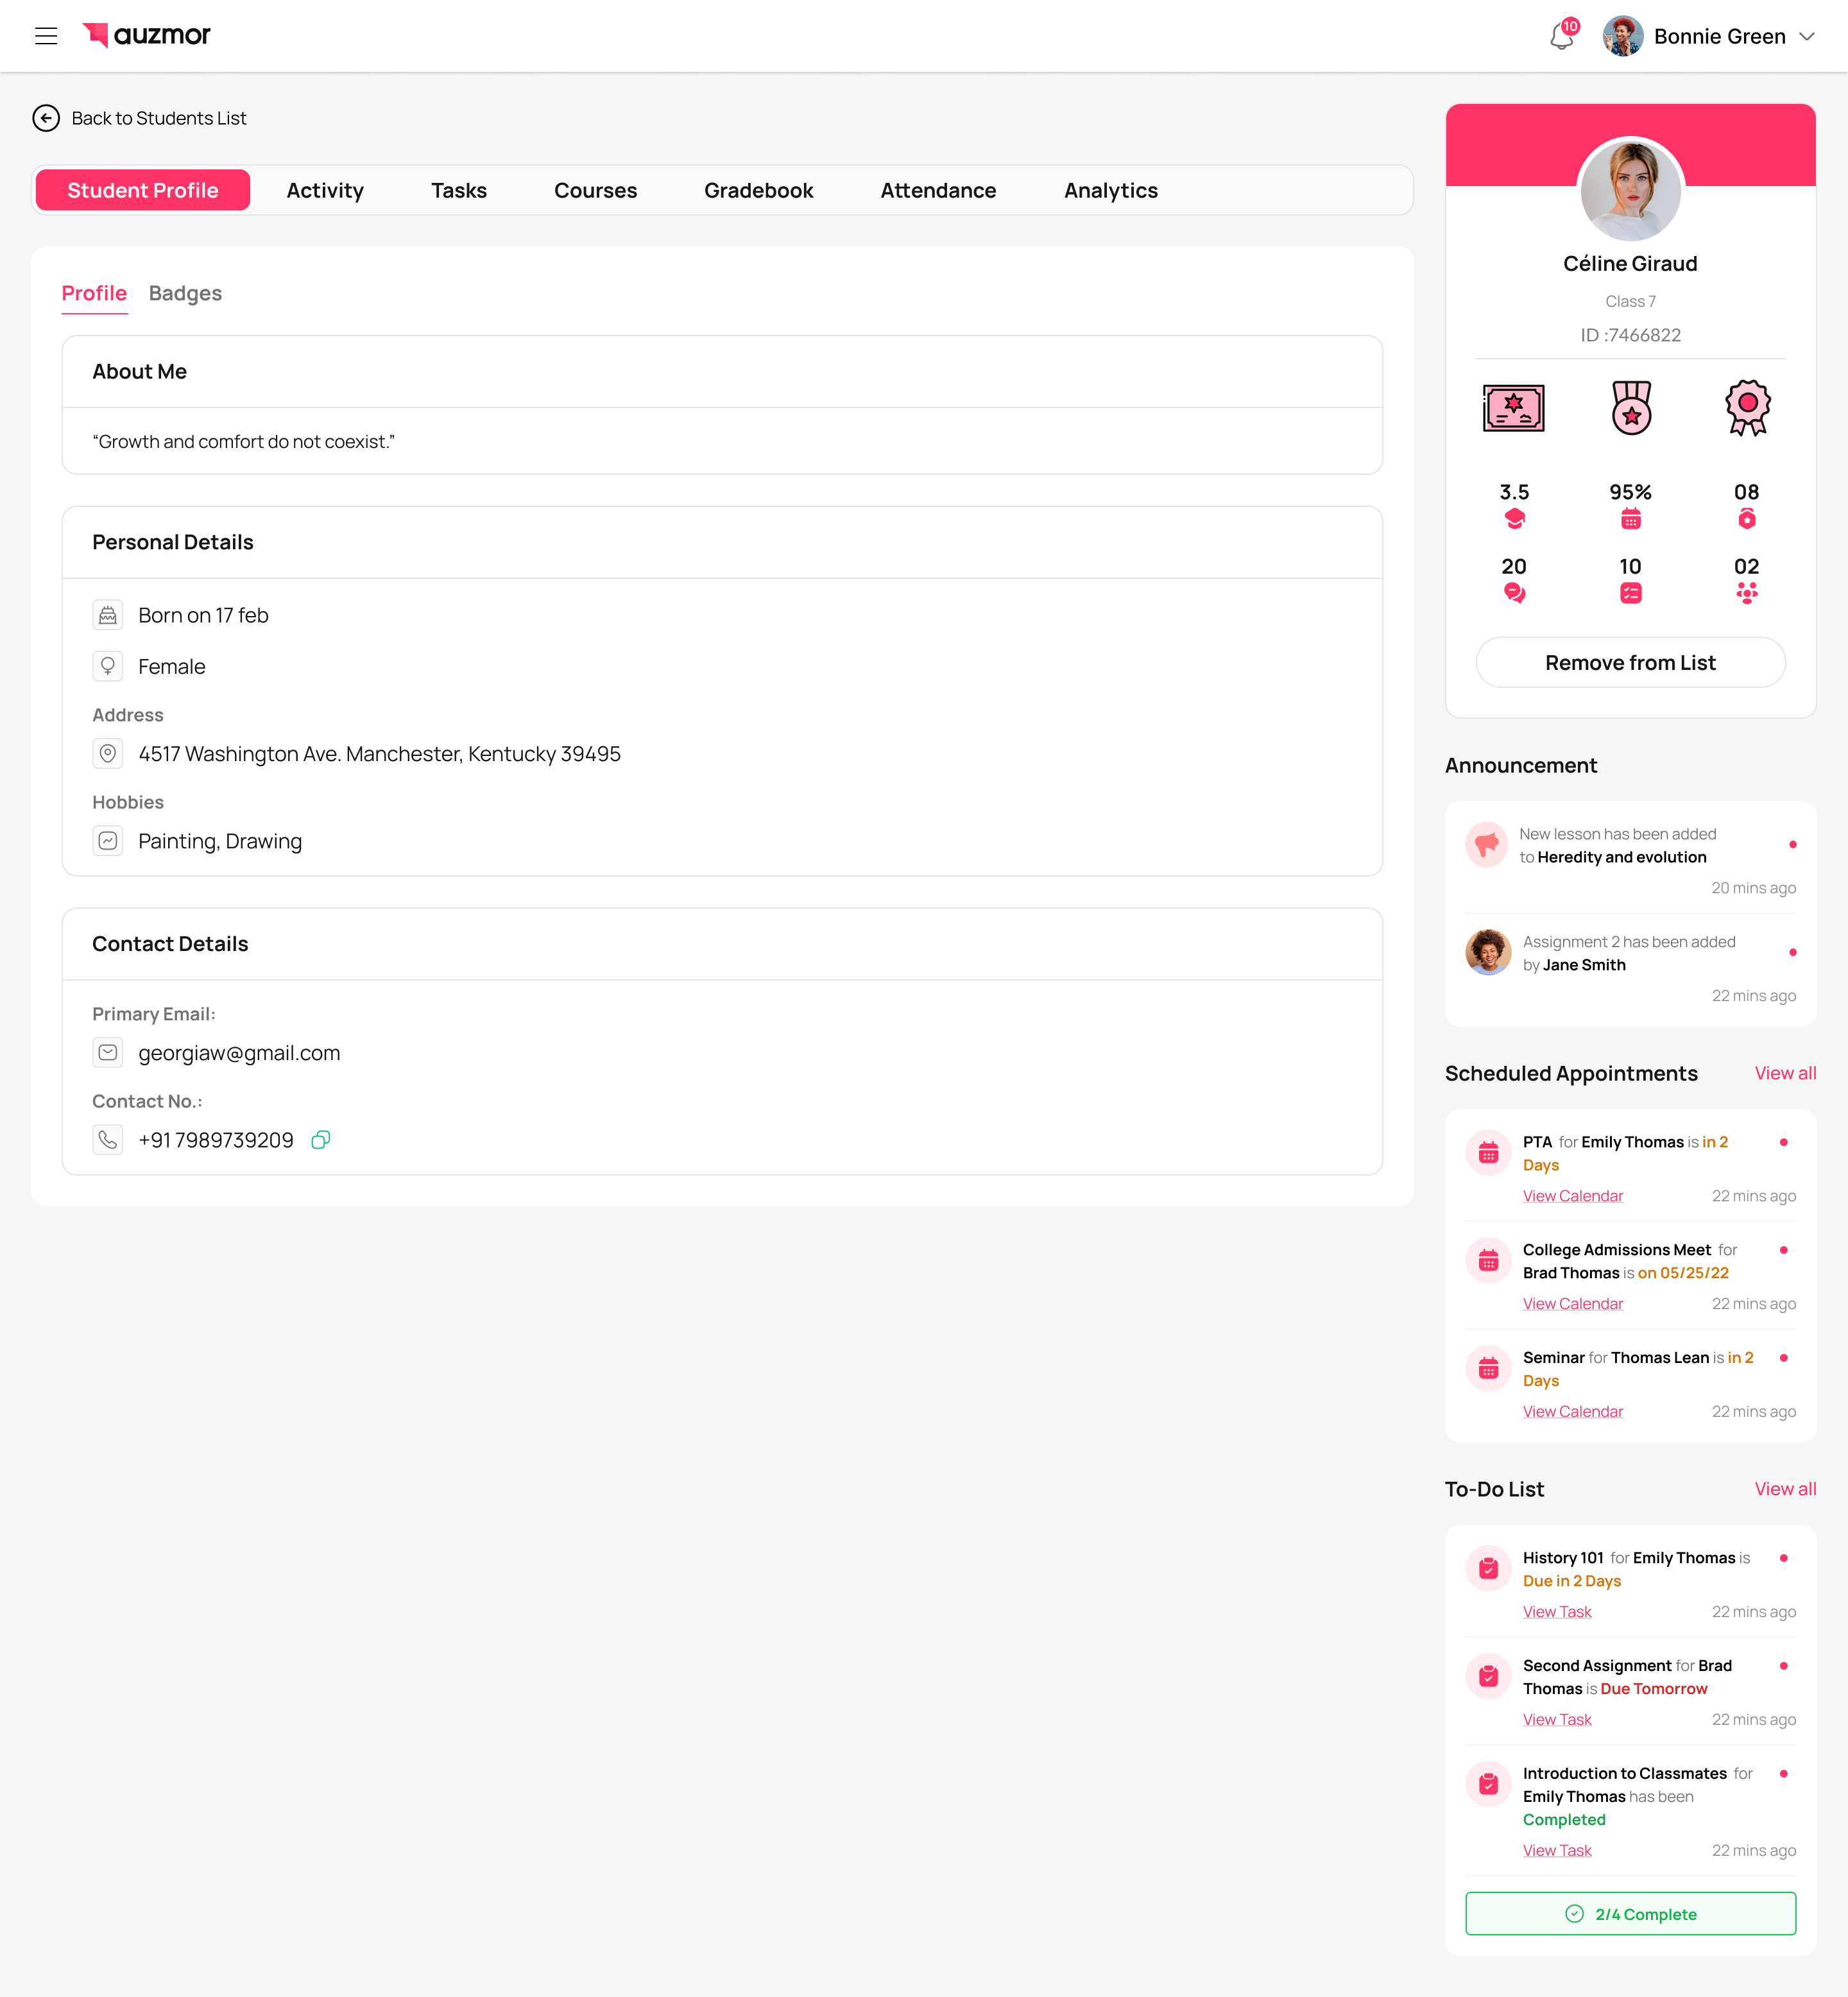 auzmor
10
Bonnie Green
Back to Students List
Student Profile
Activity
Tasks
Courses
Gradebook
Attendance
Analytics
Profile
Badges
About Me
“Growth and comfort do not coexist.”
Personal Details
Born on 17 feb
Female
Address
4517 Washington Ave. Manchester, Kentucky 39495
Hobbies
Painting, Drawing
Contact Details
Primary Email:
georgiaw@gmail.com
Contact No.:
+91 7989739209
Céline Giraud
Class 7
ID :7466822
3.5
95%
08
20
10
02
Remove from List
Announcement
New lesson has been added
to Heredity and evolution
20 mins ago
Assignment 2 has been added
by Jane Smith
22 mins ago
Scheduled Appointments
View all
PTA for Emily Thomas is in 2
Days
View Calendar
22 mins ago
College Admissions Meet for
Brad Thomas is on 05/25/22
View Calendar
22 mins ago
Seminar for Thomas Lean is in 2
Days
View Calendar
22 mins ago
To-Do List
View all
History 101 for Emily Thomas is
Due in 2 Days
View Task
22 mins ago
Second Assignment for Brad
Thomas is Due Tomorrow
View Task
22 mins ago
Introduction to Classmates for
Emily Thomas has been
Completed
View Task
22 mins ago
2/4 Complete